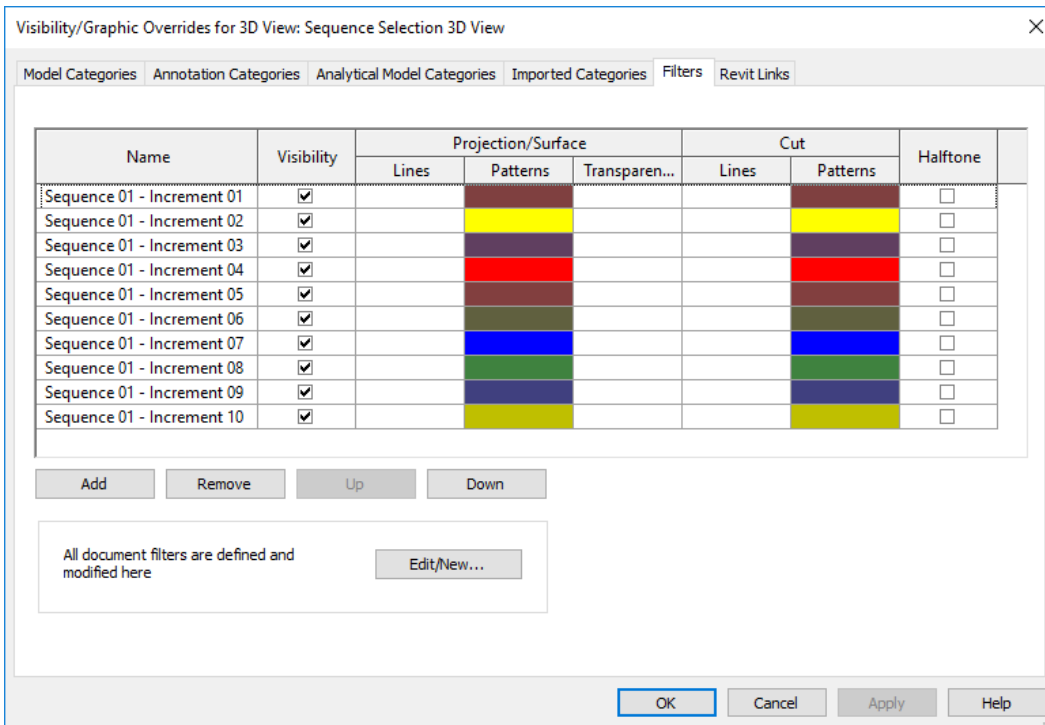 Visibility/Graphic Overrides for 3D View: Sequence Selection 3D View
Model Categories Annotation Categories Analytical Model Categories Imported Categories Filters Revit Links
Name Visibility Projection/Surface Cut Halftone
Lines Patterns Transparen... Lines Patterns
Sequence 01 - Increment 01
Sequence 01 - Increment 02
Sequence 01 - Increment 03
Sequence 01 - Increment 04
Sequence 01 - Increment 05
Sequence 01 - Increment 06
Sequence 01 - Increment 07
Sequence 01 - Increment 08
Sequence 01 - Increment 09
Sequence 01 - Increment 10
Add Remove Up Down
All document filters are defined and
modified here
Edit/New...
OK Cancel Apply Help